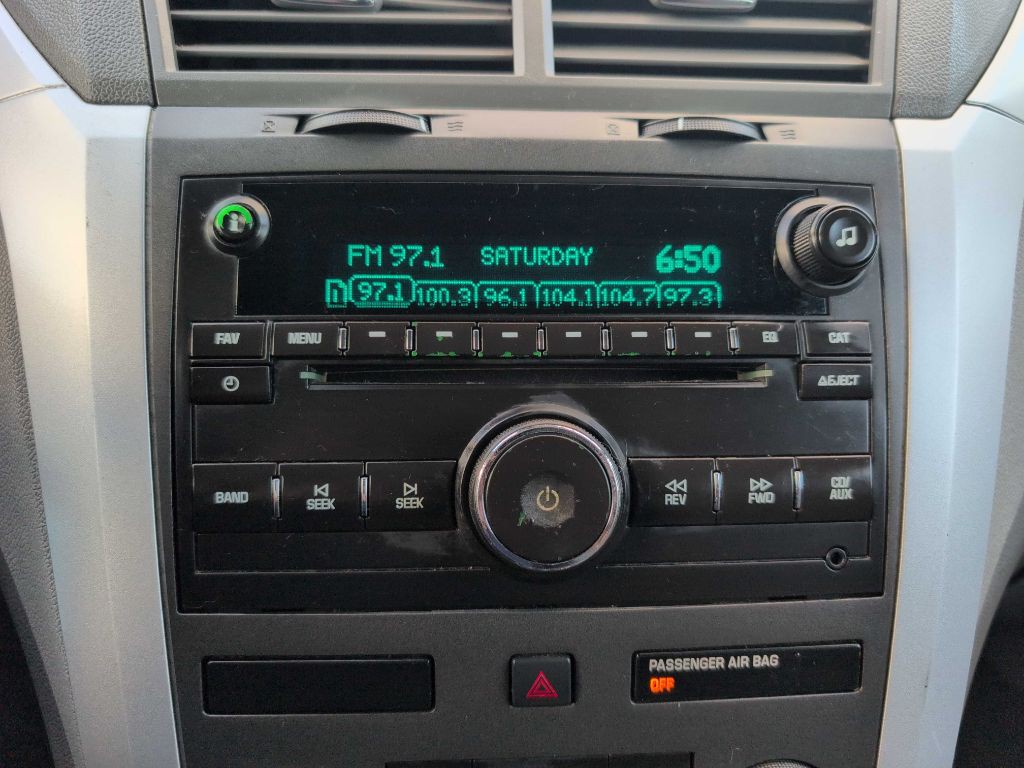 FM 97.1 SATURDAY 6:50
1 97.1 100.3 96.1 104.1 104.7 97.3
FAV MENU EQ CAT
EJECT
BAND SEEK SEEK REV FWD CD/
AUX
PASSENGER AIR BAG
OFF